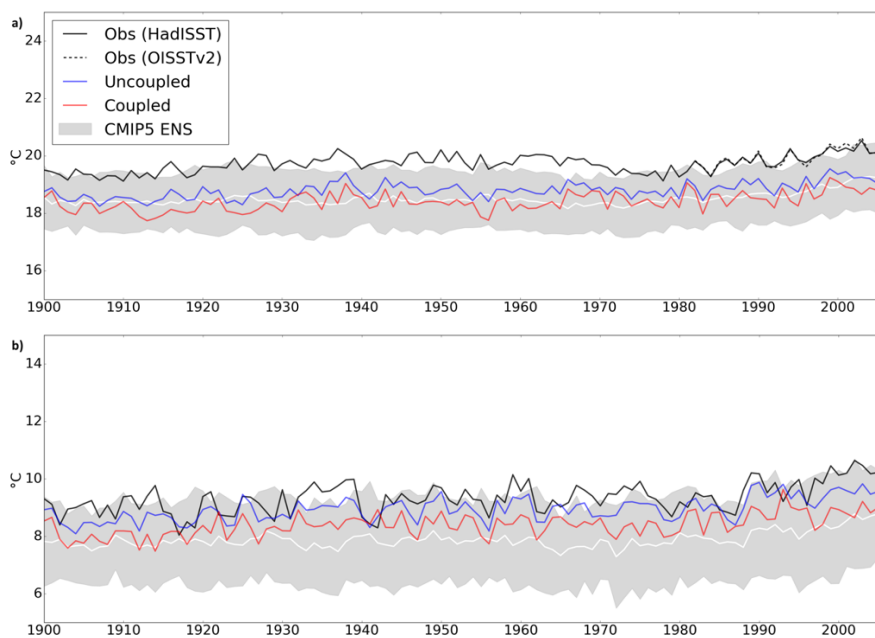 a)
24
22
20
°C
18
16
Obs (HadISST)
Obs (OISSTv2)
Uncoupled
Coupled
CMIP5 ENS
1900 1910 1920 1930 1940 1950 1960 1970 1980 1990 2000
b)
14
12
10
°C
8
6
1900 1910 1920 1930 1940 1950 1960 1970 1980 1990 2000